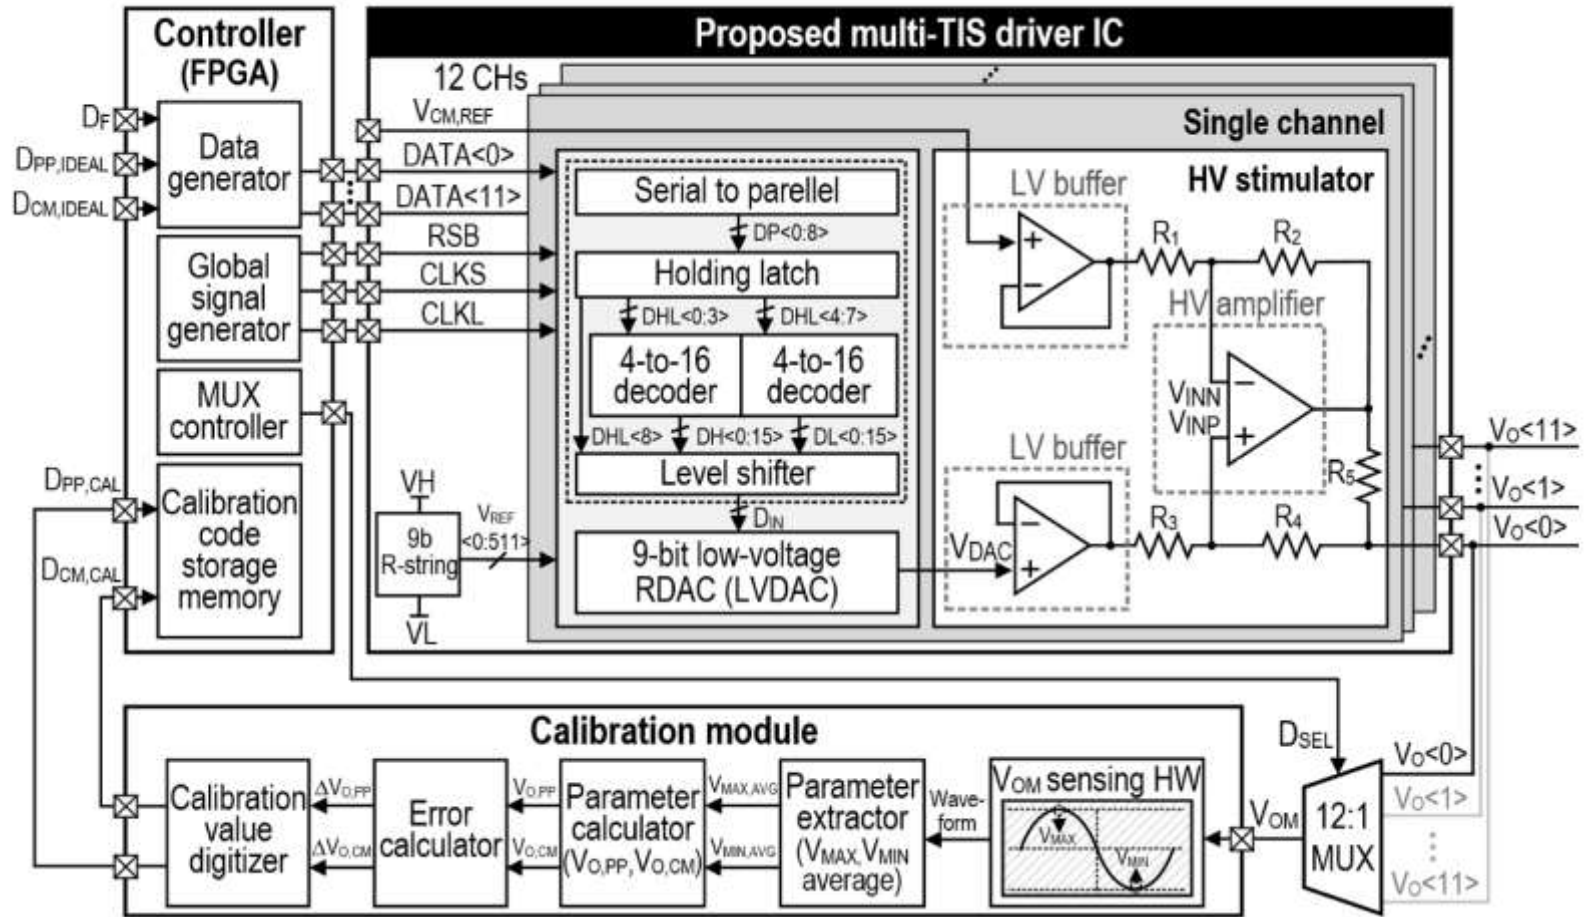 Controller
(FPGA)
D_F
D_PP,IDEAL
D_CM,IDEAL
Data
generator
Global
signal
generator
MUX
controller
D_PP,CAL
D_CM,CAL
Calibration
code
storage
memory
Proposed multi-TIS driver IC
12 CHs
V_CM,REF
DATA<0>
DATA<11>
RSB
CLKS
CLKL
VH
9b
R-string
VL
V_REF
<0:511>
Single channel
Serial to parellel
DP<0:8>
Holding latch
DHL<0:3>
DHL<4:7>
4-to-16
decoder
4-to-16
decoder
DHL<8>
DH<0:15>
DL<0:15>
Level shifter
D_IN
9-bit low-voltage
RDAC (LVDAC)
HV stimulator
LV buffer
+
−
R_1
R_2
HV amplifier
V_INN
−
V_INP
+
LV buffer
−
V_DAC
+
R_3
R_4
R_5
V_O<11>
V_O<1>
V_O<0>
Calibration module
Calibration
value
digitizer
ΔV_O,PP
ΔV_O,CM
Error
calculator
V_O,PP
V_O,CM
Parameter
calculator
(V_O,PP,V_O,CM)
V_MAX,AVG
V_MIN,AVG
Parameter
extractor
(V_MAX,V_MIN
average)
Wave-
form
V_OM sensing HW
V_MAX
V_MIN
V_OM
D_SEL
12:1
MUX
V_O<0>
V_O<1>
V_O<11>